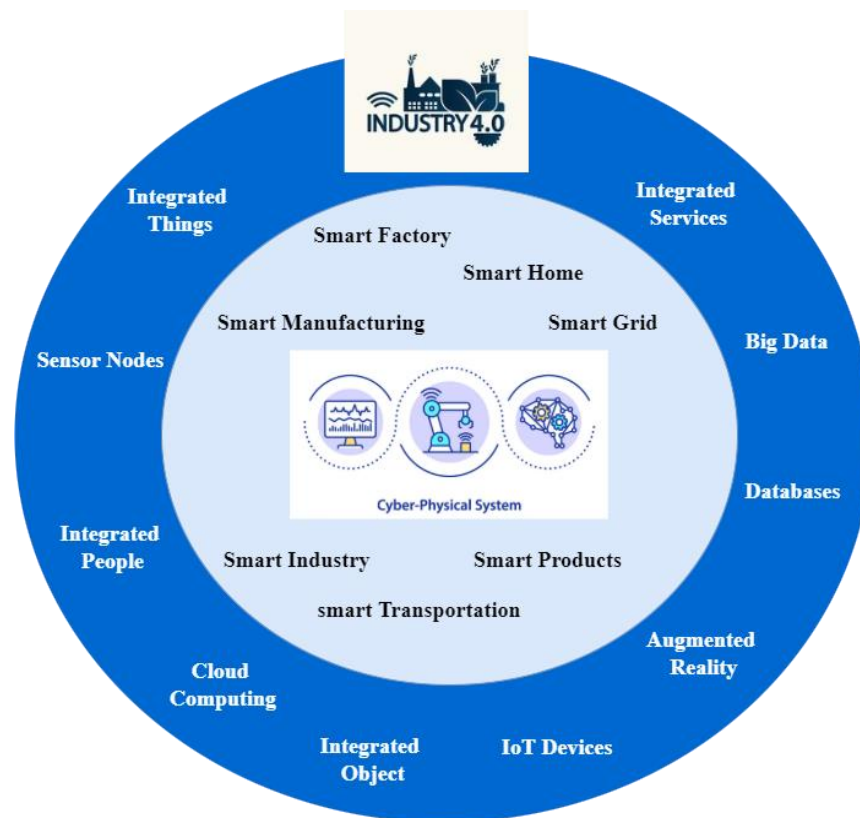 INDUSTRY 4.0
Integrated
Things
Integrated
Services
Smart Factory
Smart Home
Smart Manufacturing
Smart Grid
Sensor Nodes
Big Data
Cyber-Physical System
Databases
Integrated
People
Smart Industry
Smart Products
smart Transportation
Augmented
Reality
Cloud
Computing
Integrated
Object
IoT Devices